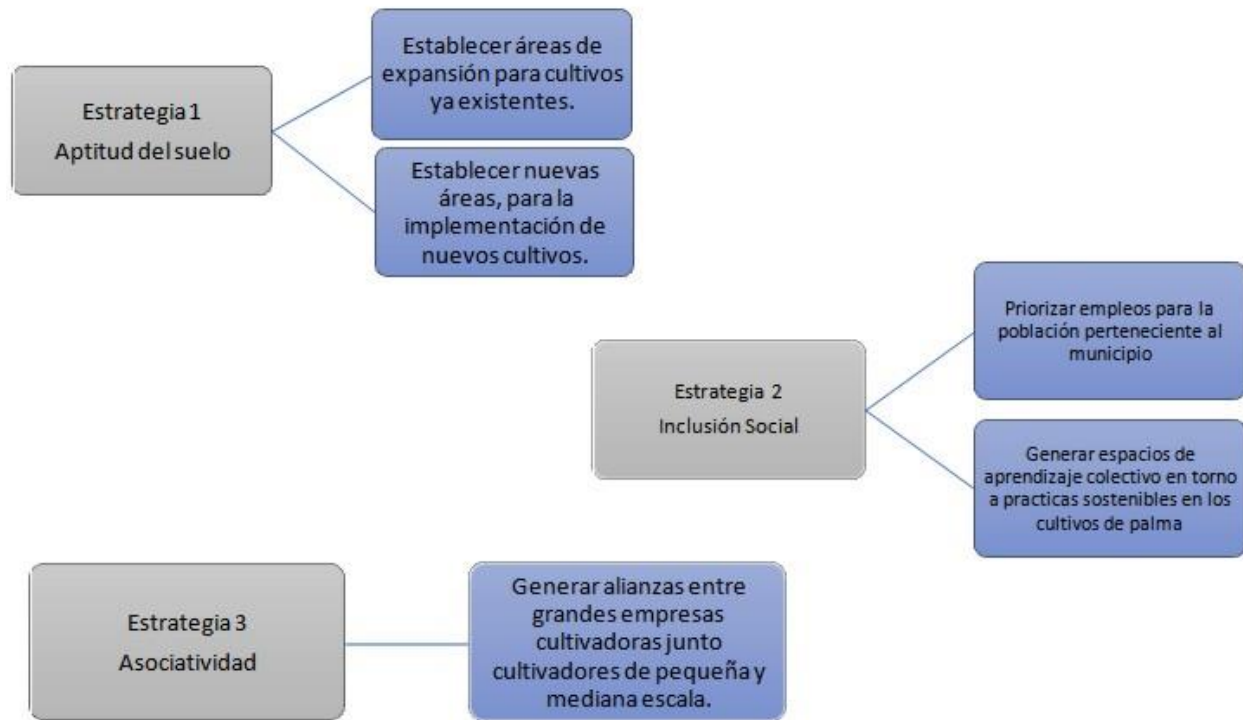 Estrategia 1
Aptitud del suelo
Establecer áreas de
expansión para cultivos
ya existentes.
Establecer nuevas
áreas, para la
implementación de
nuevos cultivos.
Estrategia 2
Inclusión Social
Priorizar empleos para la
población perteneciente al
municipio
Generar espacios de
aprendizaje colectivo en torno
a practicas sostenibles en los
cultivos de palma
Estrategia 3
Asociatividad
Generar alianzas entre
grandes empresas
cultivadoras junto
cultivadores de pequeña y
mediana escala.